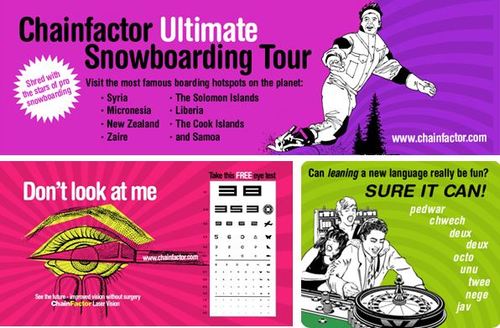 Chainfactor Ultimate
Snowboarding Tour
Shred with
the stars of pro
snowboarding
Visit the most famous boarding hotspots on the planet:
· Syria
· Micronesia
· New Zealand
· Zaire
· The Solomon Islands
· Liberia
· The Cook Islands
· and Samoa
www.chainfactor.com
Don't look at me
www.chainfactor.com
See the future - improved vision without surgery
ChainFactor Laser Vision
Take this FREE eye test
Can leaning a new language really be fun?
SURE IT CAN!
pedwar
chwech
deux
deux
octo
unu
twee
nege
jav